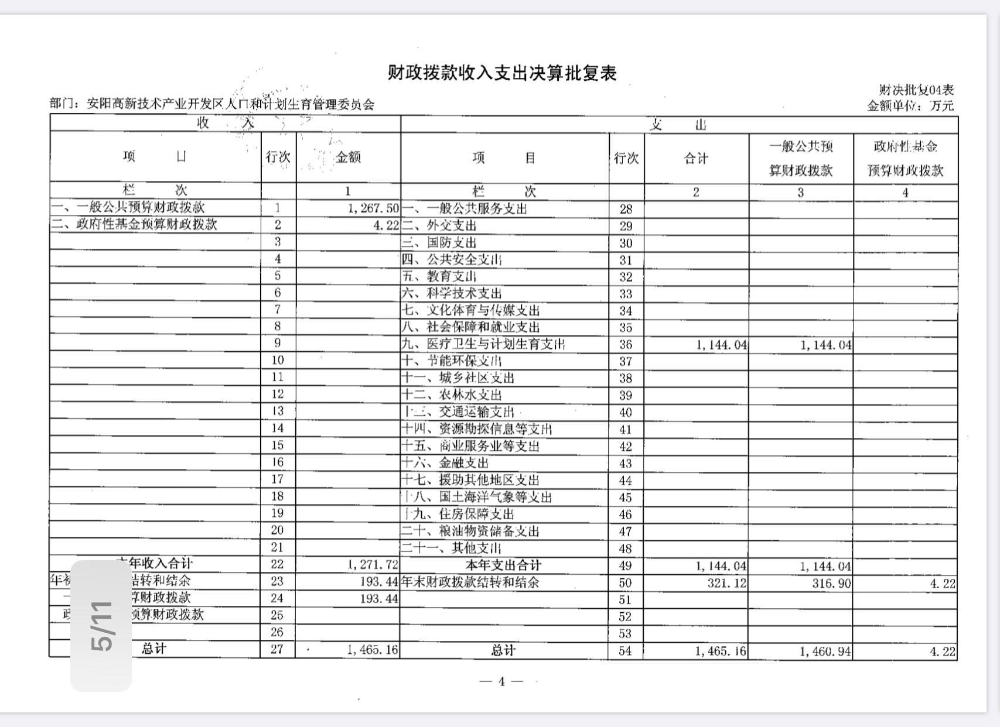 财政拨款收入支出决算批复表
财决批复04表
部门：安阳高新技术产业开发区人口和计划生育管理委员会
金额单位：万元
收 入 支 出
项 目 行次 金额 项 目 行次 合计 一般公共预算财政拨款 政府性基金预算财政拨款
栏 次 1 栏 次 2 3 4
一、一般公共预算财政拨款 1 1,267.50 一、一般公共服务支出 28
二、政府性基金预算财政拨款 2 4.22 二、外交支出 29
3 三、国防支出 30
4 四、公共安全支出 31
5 五、教育支出 32
6 六、科学技术支出 33
7 七、文化体育与传媒支出 34
8 八、社会保障和就业支出 35
9 九、医疗卫生与计划生育支出 36 1,144.04 1,144.04
10 十、节能环保支出 37
11 十一、城乡社区支出 38
12 十二、农林水支出 39
13 十三、交通运输支出 40
14 十四、资源勘探信息等支出 41
15 十五、商业服务业等支出 42
16 十六、金融支出 43
17 十七、援助其他地区支出 44
18 十八、国土海洋气象等支出 45
19 十九、住房保障支出 46
20 二十、粮油物资储备支出 47
21 二十一、其他支出 48
本年收入合计 22 1,271.72 本年支出合计 49 1,144.04 1,144.04
年初 结转和结余 23 193.44 年末财政拨款结转和结余 50 321.12 316.90 4.22
一 算财政拨款 24 193.44 51
政 预算财政拨款 25 52
26 53
总计 27 1,465.16 总计 54 1,465.16 1,460.94 4.22
5/11
— 4 —